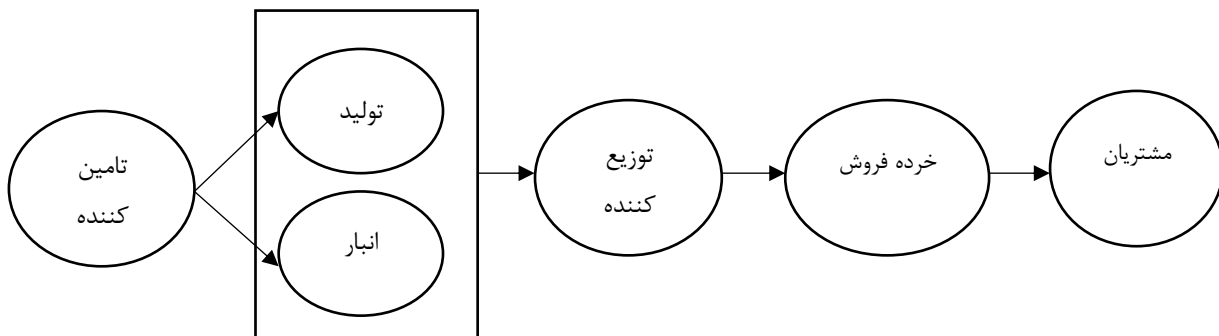 تامین
کننده
تولید
انبار
توزیع
کننده
خرده فروش
مشتریان